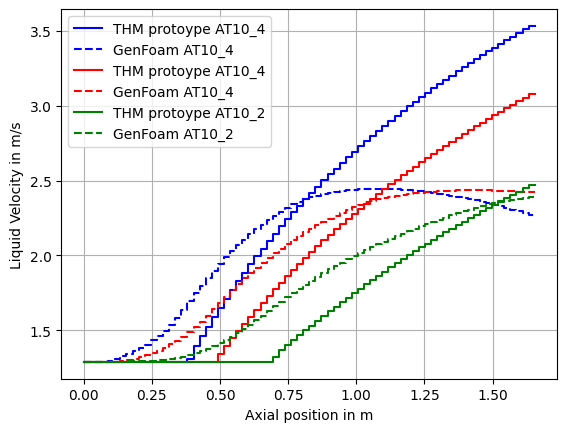 THM protoype AT10_4
GenFoam AT10_4
THM protoype AT10_4
GenFoam AT10_4
THM protoype AT10_2
GenFoam AT10_2
Liquid Velocity in m/s
3.5
3.0
2.5
2.0
1.5
0.00 0.25 0.50 0.75 1.00 1.25 1.50
Axial position in m